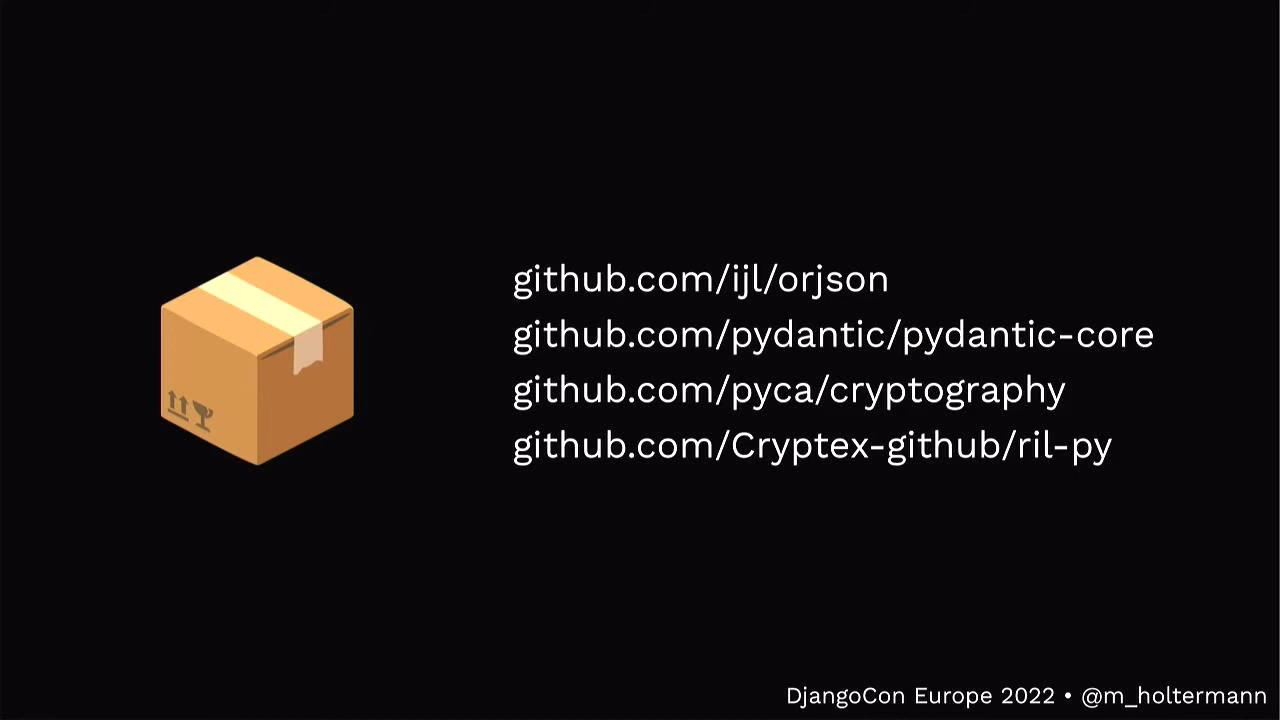 github.com/ijl/orjson
github.com/pydantic/pydantic-core
github.com/pyca/cryptography
github.com/Cryptex-github/ril-py
DjangoCon Europe 2022 • @m_holtermann